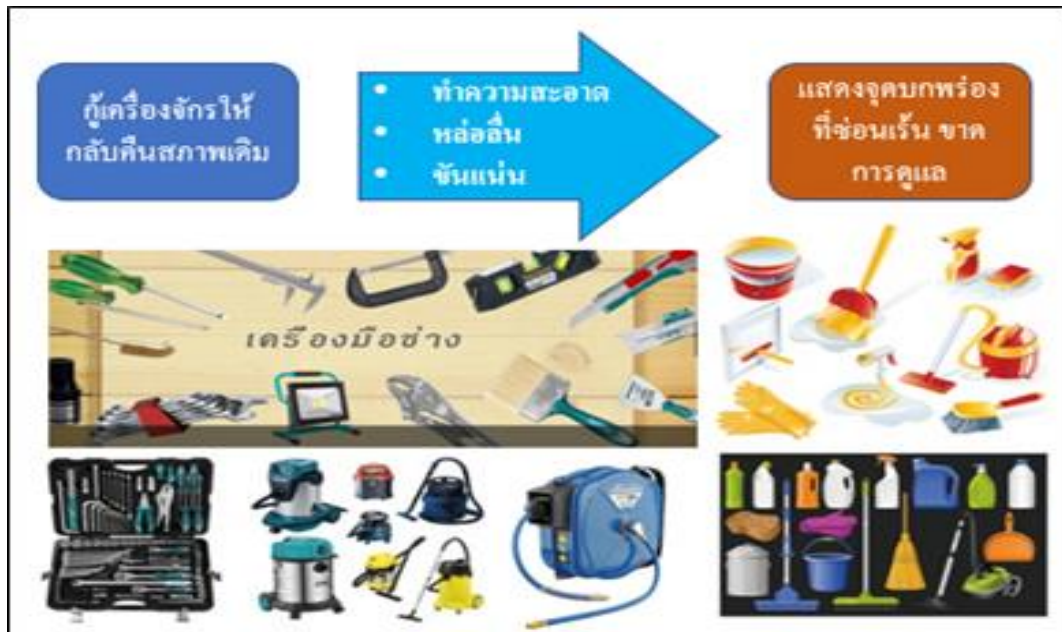 กู้เครื่องจักรให้
กลับคืนสภาพเดิม
• ทำความสะอาด
• หล่อลื่น
• ขันแน่น
แสดงจุดบกพร่อง
ที่ซ่อนเร้น ขาด
การดูแล
เครื่องมือช่าง